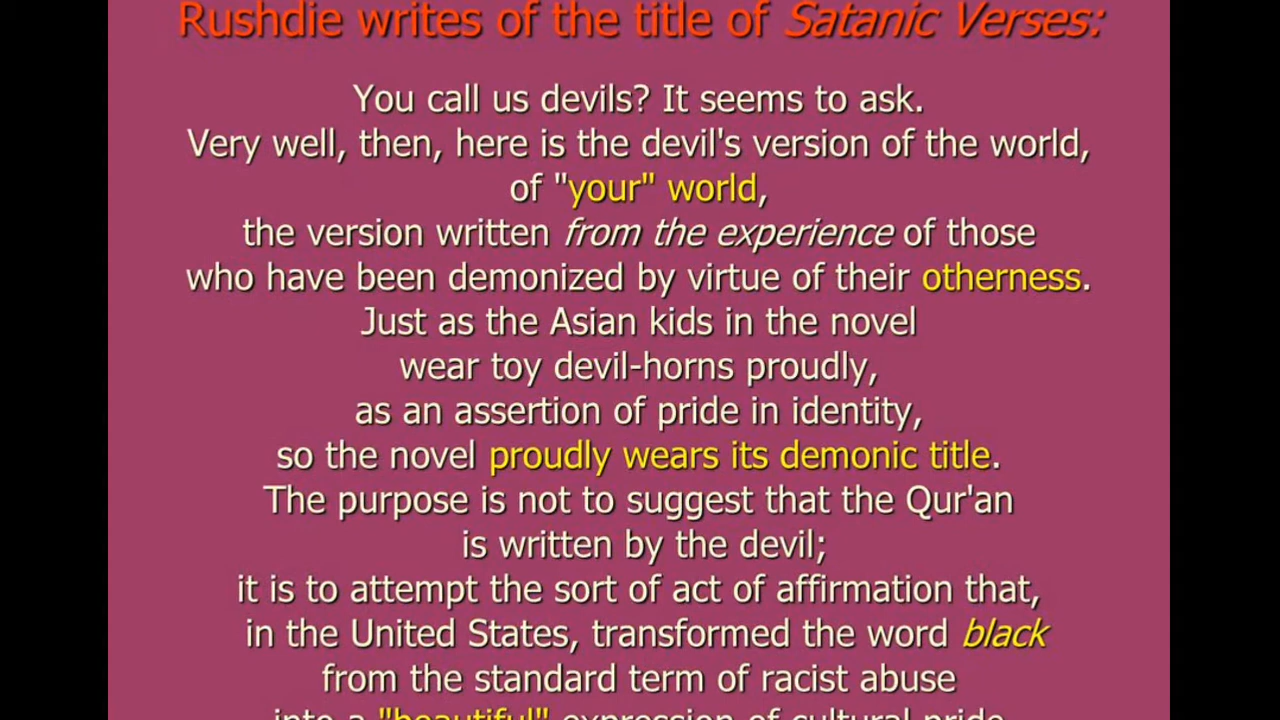 Rushdie writes of the title of Satanic Verses:
You call us devils? It seems to ask.
Very well, then, here is the devil's version of the world,
of "your" world,
the version written from the experience of those
who have been demonized by virtue of their otherness.
Just as the Asian kids in the novel
wear toy devil-horns proudly,
as an assertion of pride in identity,
so the novel proudly wears its demonic title.
The purpose is not to suggest that the Qur'an
is written by the devil;
it is to attempt the sort of act of affirmation that,
in the United States, transformed the word black
from the standard term of racist abuse
into a "beautiful" expression of cultural pride